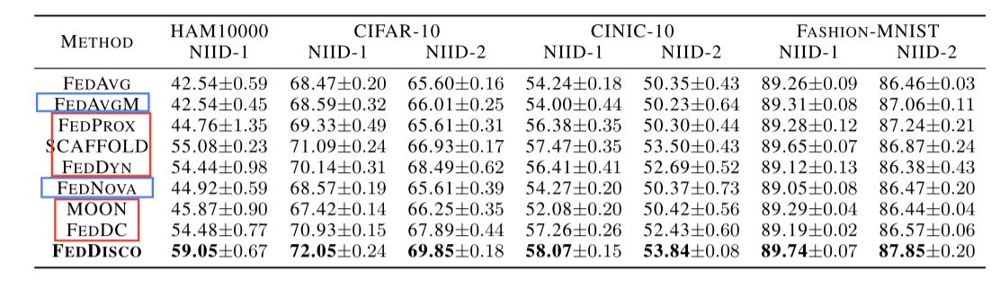 METHOD HAM10000 CIFAR-10 CINIC-10 FASHION-MNIST
NIID-1 NIID-1 NIID-2 NIID-1 NIID-2 NIID-1 NIID-2
FEDAVG 42.54±0.59 68.47±0.20 65.60±0.16 54.24±0.18 50.35±0.43 89.26±0.09 86.46±0.03
FEDAVGM 42.54±0.45 68.59±0.32 66.01±0.25 54.00±0.44 50.23±0.64 89.31±0.08 87.06±0.11
FEDPROX 44.76±1.35 69.33±0.49 65.61±0.31 56.38±0.35 50.30±0.44 89.28±0.12 87.24±0.21
SCAFFOLD 55.08±0.23 71.09±0.24 66.93±0.17 57.47±0.35 53.50±0.43 89.65±0.07 86.87±0.24
FEDDYN 54.44±0.98 70.14±0.31 68.49±0.62 56.41±0.41 52.69±0.52 89.12±0.13 86.38±0.43
FEDNOVA 44.92±0.59 68.57±0.19 65.61±0.39 54.27±0.20 50.37±0.73 89.05±0.08 86.47±0.20
MOON 45.87±0.90 67.42±0.14 66.25±0.35 52.08±0.20 50.42±0.56 89.29±0.04 86.44±0.04
FEDDC 54.48±0.77 70.93±0.15 67.89±0.44 57.26±0.26 52.43±0.60 89.19±0.02 86.57±0.06
FEDDISCO 59.05±0.67 72.05±0.24 69.85±0.18 58.07±0.15 53.84±0.08 89.74±0.07 87.85±0.20